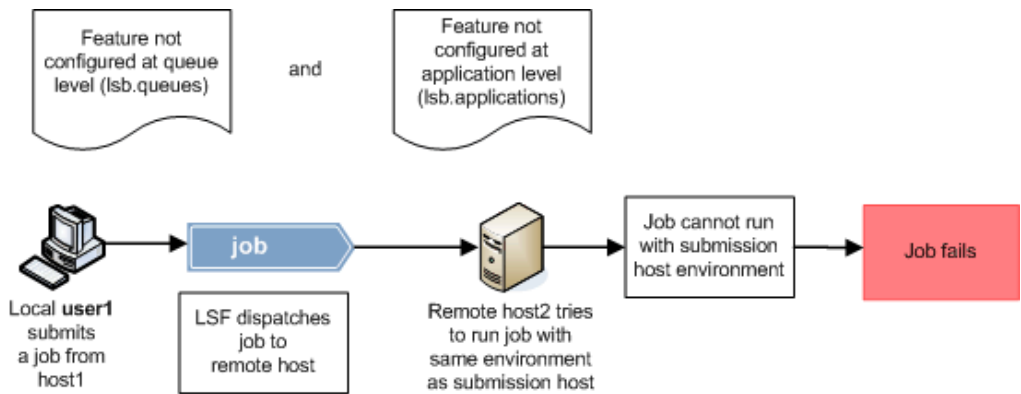 Feature not
configured at queue
level (lsb.queues)
and
Feature not
configured at
application level
(lsb.applications)
job
Job cannot run
with submission
host environment
Job fails
Local user1
submits
a job from
host1
LSF dispatches
job to
remote host
Remote host2 tries
to run job with
same environment
as submission host